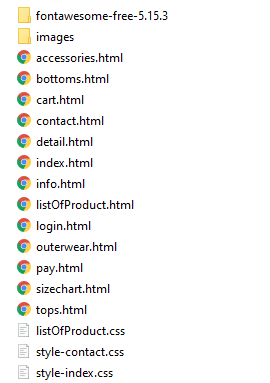 fontawesome-free-5.15.3
images
accessories.html
bottoms.html
cart.html
contact.html
detail.html
index.html
info.html
listOfProduct.html
login.html
outerwear.html
pay.html
sizechart.html
tops.html
listOfProduct.css
style-contact.css
style-index.css